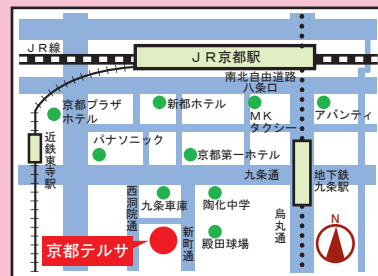 JR線
JR京都駅
南北自由道路
八条口
京都プラザ
ホテル
新都ホテル
MK
タクシー
アバンティ
近鉄東寺駅
パナソニック
京都第一ホテル
九条通
地下鉄
九条駅
西洞院通
九条車庫
新町通
陶化中学
烏丸通
京都テルサ
殿田球場
N